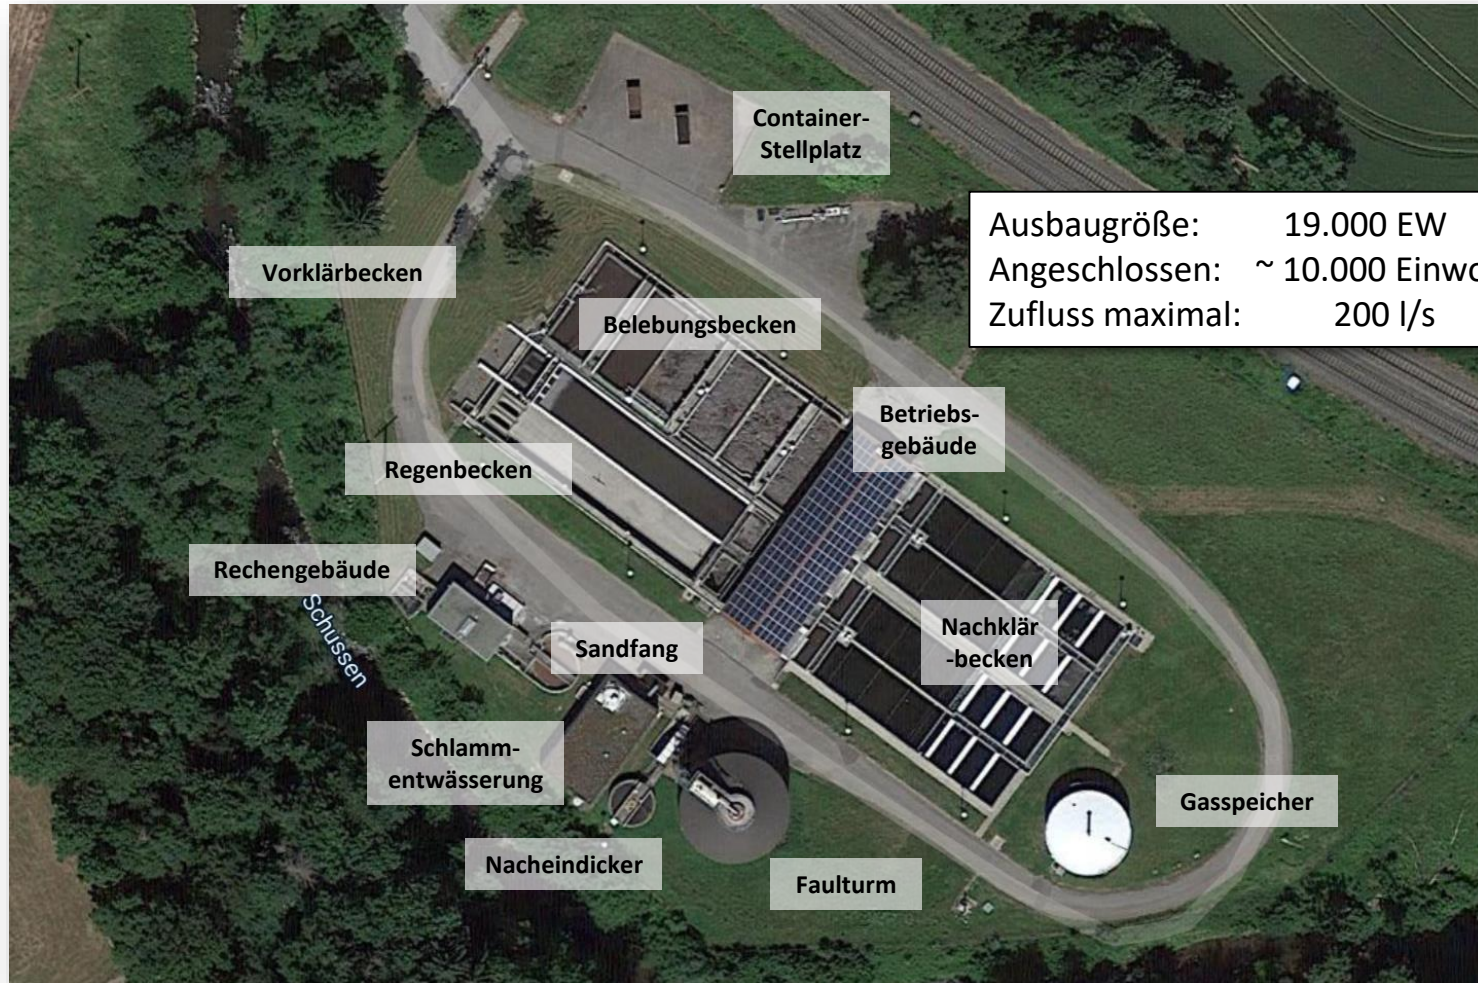 Container-
Stellplatz
Ausbaugröße: 19.000 EW
Angeschlossen: ~ 10.000
Zufluss maximal: 200 l/s
Vorklärbecken
Belebungsbecken
Betriebs-
gebäude
Regenbecken
Rechengebäude
Schussen
Sandfang
Nachklär
-becken
Schlamm-
entwässerung
Gasspeicher
Nacheindicker
Faulturm